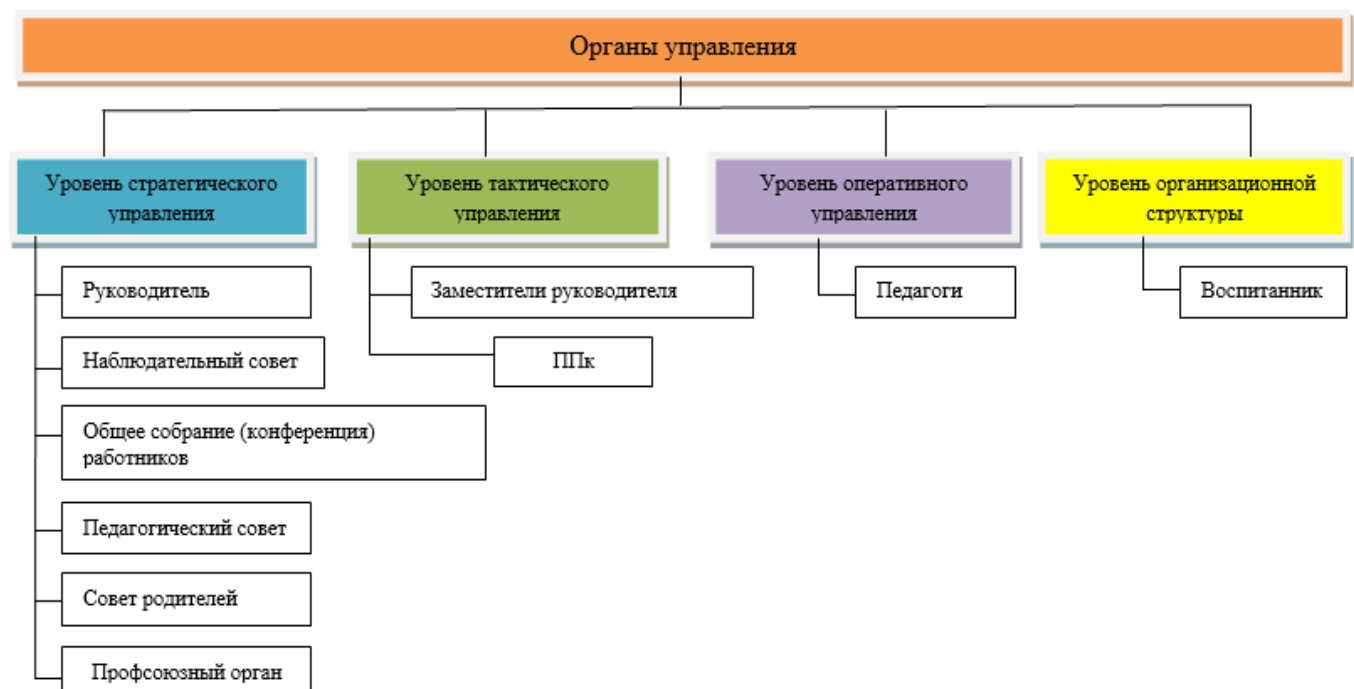 Органы управления
Уровень стратегического
управления
Уровень тактического
управления
Уровень оперативного
управления
Уровень организационной
структуры
Руководитель
Наблюдательный совет
Общее собрание (конференция)
работников
Педагогический совет
Совет родителей
Профсоюзный орган
Заместители руководителя
ППк
Педагоги
Воспитанник